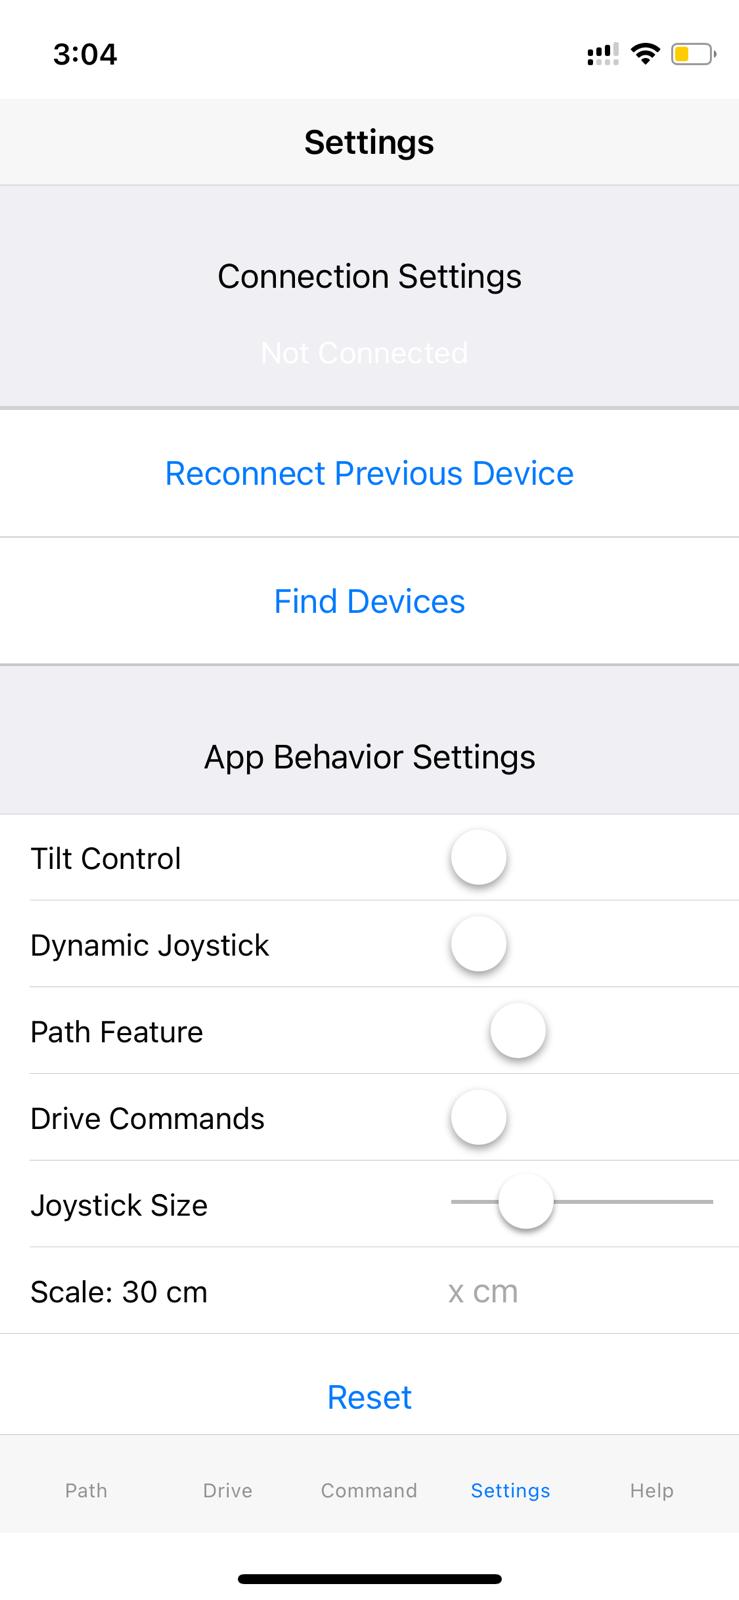 3:04
Settings
Connection Settings
Not Connected
Reconnect Previous Device
Find Devices
App Behavior Settings
Tilt Control
Dynamic Joystick
Path Feature
Drive Commands
Joystick Size
Scale: 30 cm x cm
Reset
Path Drive Command Settings Help